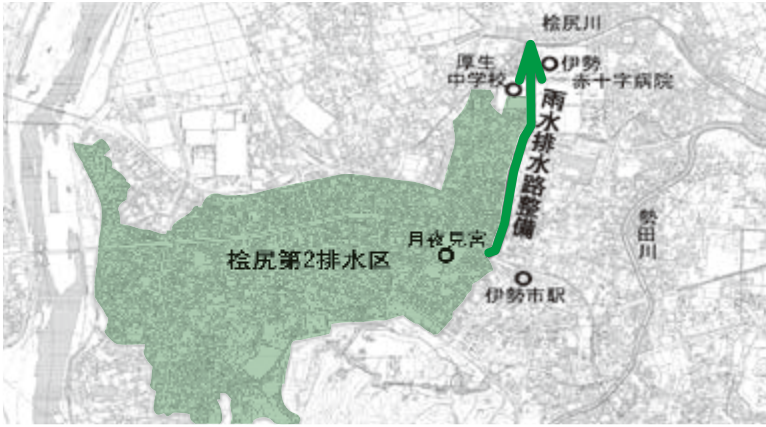 桧尻川
厚生
中学校
伊勢
赤十字病院
雨水排水路整備
勢田川
月夜見宮
桧尻第2排水区
伊勢市駅